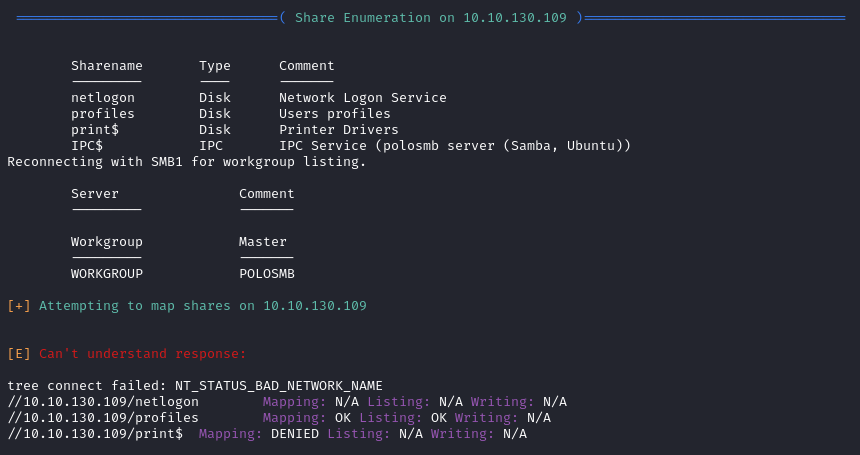 ( Share Enumeration on 10.10.130.109 )
Sharename Type Comment
--------- ---- -------
netlogon Disk Network Logon Service
profiles Disk Users profiles
print$ Disk Printer Drivers
IPC$ IPC IPC Service (polosmb server (Samba, Ubuntu))
Reconnecting with SMB1 for workgroup listing.
Server Comment
--------- -------
Workgroup Master
--------- -------
WORKGROUP POLOSMB
[+] Attempting to map shares on 10.10.130.109
[E] Can't understand response:
tree connect failed: NT_STATUS_BAD_NETWORK_NAME
//10.10.130.109/netlogon Mapping: N/A Listing: N/A Writing: N/A
//10.10.130.109/profiles Mapping: OK Listing: OK Writing: N/A
//10.10.130.109/print$ Mapping: DENIED Listing: N/A Writing: N/A